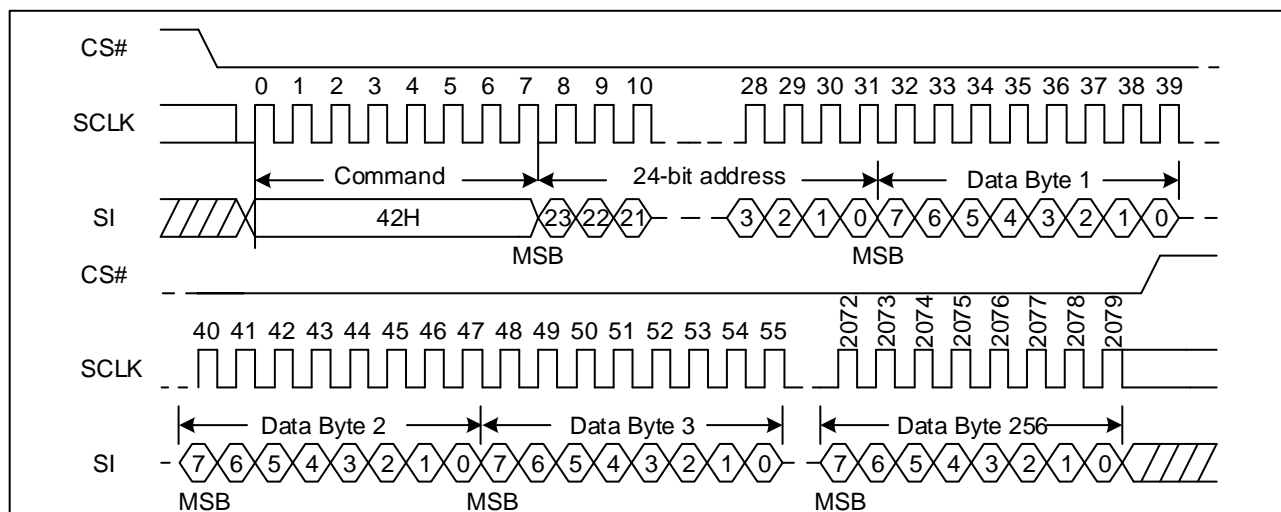 CS#
0 1 2 3 4 5 6 7 8 9 10 28 29 30 31 32 33 34 35 36 37 38 39
SCLK
Command 24-bit address Data Byte 1
SI 42H 23 22 21 3 2 1 0 7 6 5 4 3 2 1 0
MSB MSB
CS#
40 41 42 43 44 45 46 47 48 49 50 51 52 53 54 55 2072 2073 2074 2075 2076 2077 2078 2079
SCLK
Data Byte 2 Data Byte 3 Data Byte 256
SI 7 6 5 4 3 2 1 0 7 6 5 4 3 2 1 0 7 6 5 4 3 2 1 0
MSB MSB MSB